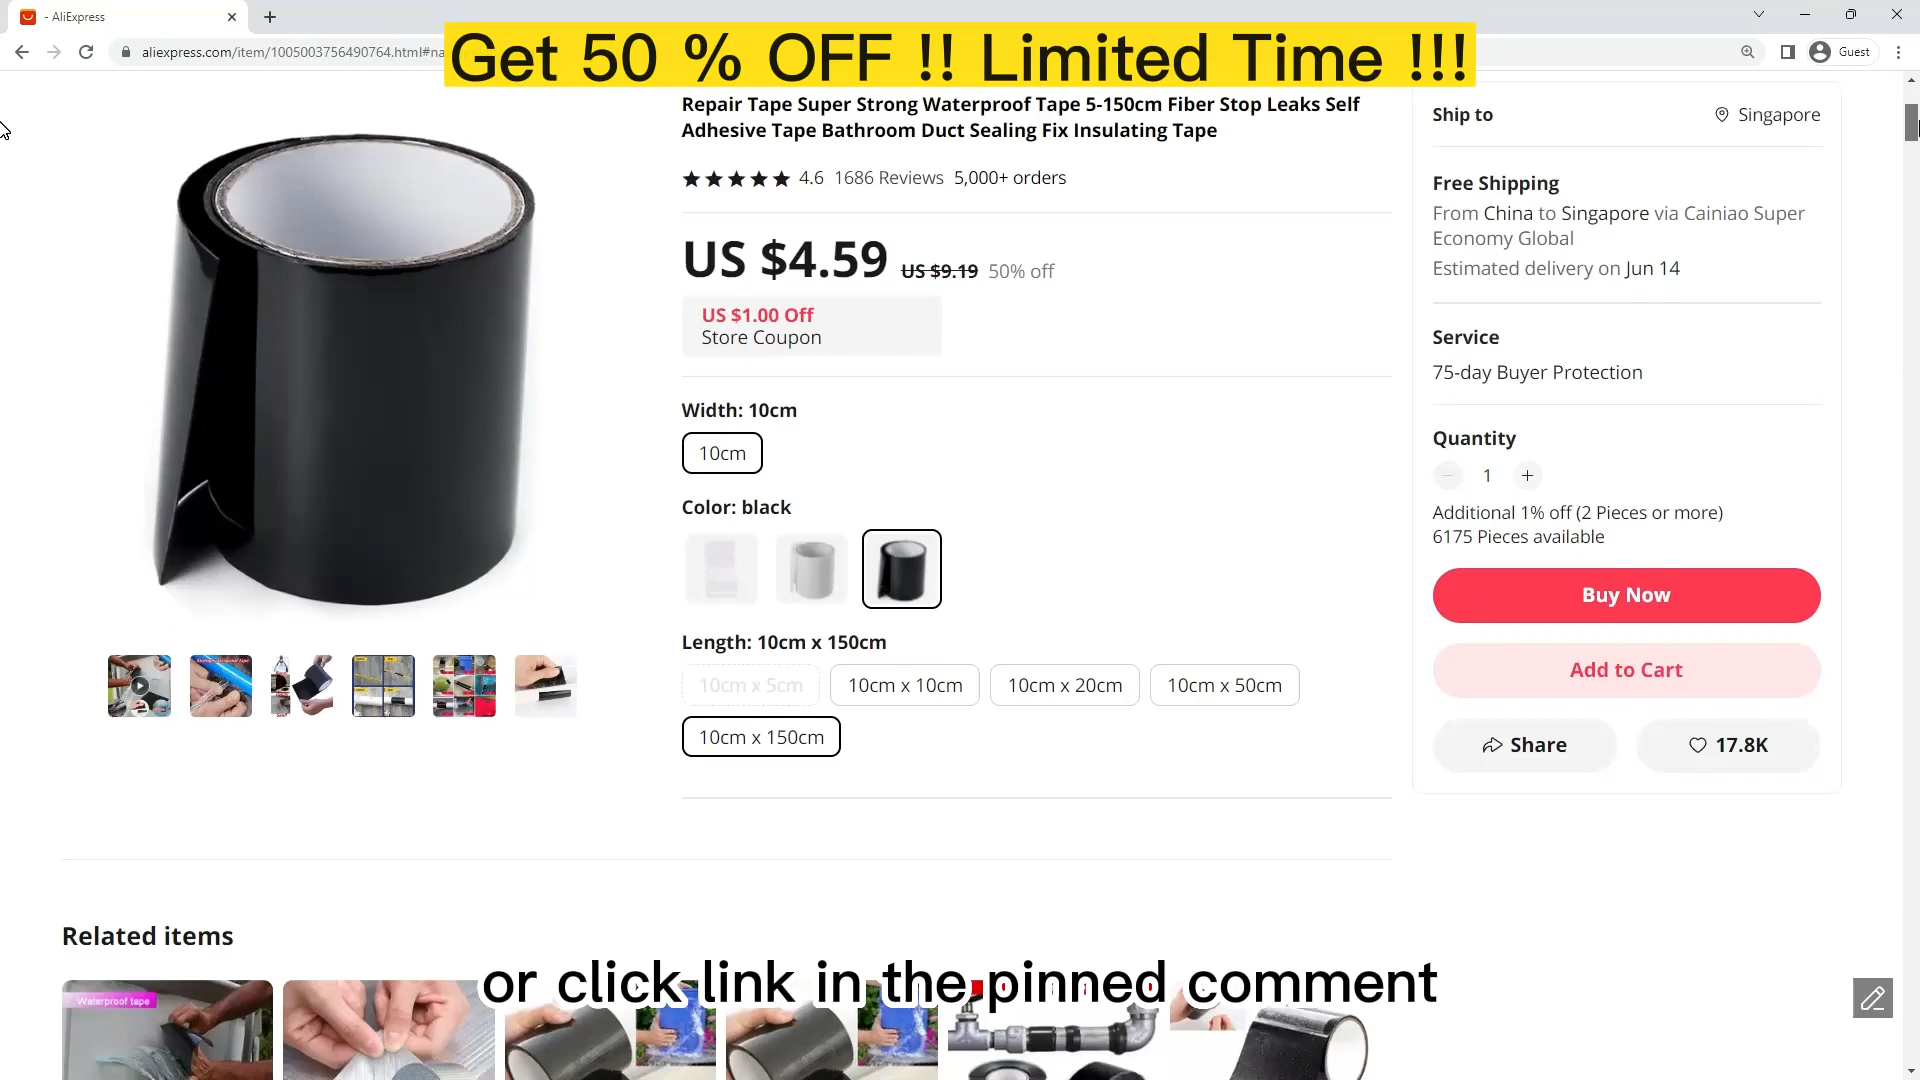 - AliExpress
aliexpress.com/item/1005003756490764.html#na
Guest
Get 50 % OFF !! Limited Time !!!
Repair Tape Super Strong Waterproof Tape 5-150cm Fiber Stop Leaks Self
Adhesive Tape Bathroom Duct Sealing Fix Insulating Tape
4.6 1686 Reviews 5,000+ orders
US $4.59 US $9.19 50% off
US $1.00 Off
Store Coupon
Width: 10cm
10cm
Color: black
Length: 10cm x 150cm
10cm x 5cm 10cm x 10cm 10cm x 20cm 10cm x 50cm
10cm x 150cm
Ship to Singapore
Free Shipping
From China to Singapore via Cainiao Super
Economy Global
Estimated delivery on Jun 14
Service
75-day Buyer Protection
Quantity
1 +
Additional 1% off (2 Pieces or more)
6175 Pieces available
Buy Now
Add to Cart
Share 17.8K
Related items
Waterproof tape
or click link in the pinned comment